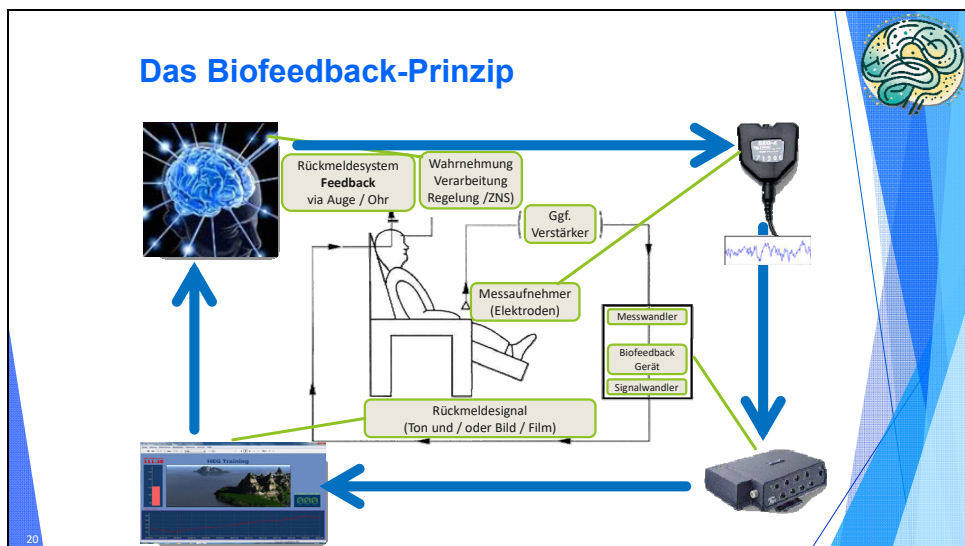 Das Biofeedback-Prinzip
Rückmeldesystem
Feedback
via Auge / Ohr
Wahrnehmung
Verarbeitung
Regelung /ZNS)
Ggf.
Verstärker
Messaufnehmer
(Elektroden)
Messwandler
Biofeedback
Gerät
Signalwandler
Rückmeldesignal
(Ton und / oder Bild / Film)
HEG Training
20